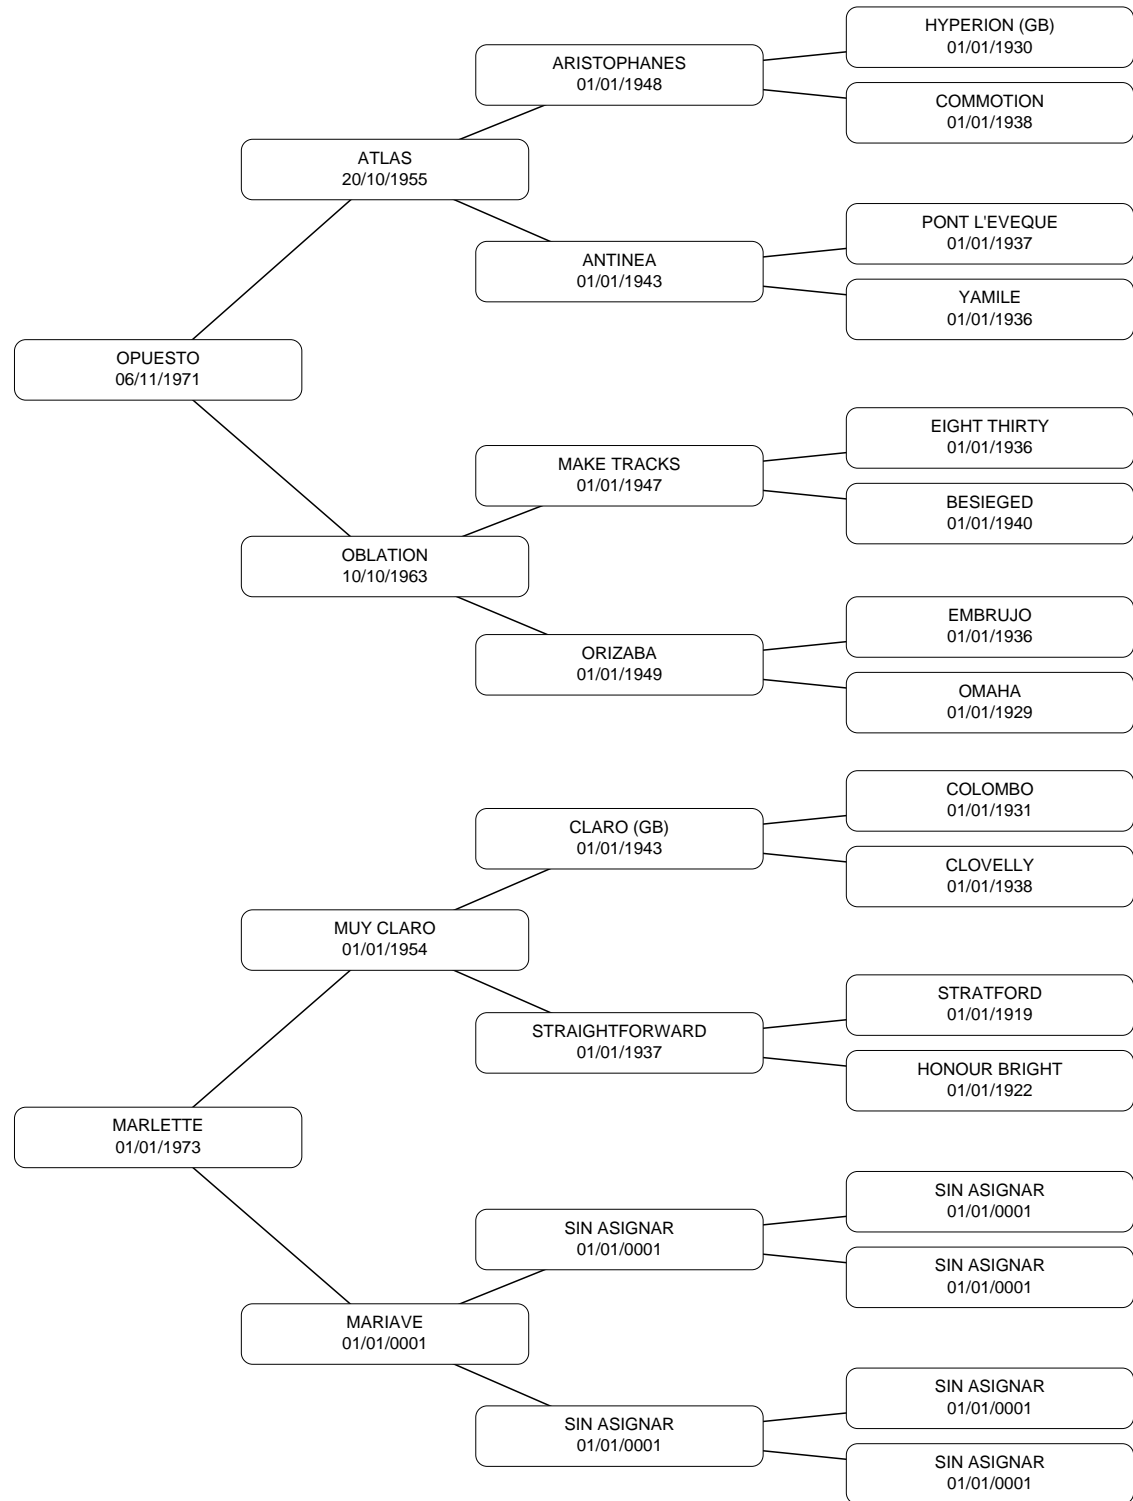 HYPERION (GB)
01/01/1930
ARISTOPHANES
01/01/1948
COMMOTION
01/01/1938
ATLAS
20/10/1955
PONT L'EVEQUE
01/01/1937
ANTINEA
01/01/1943
YAMILE
01/01/1936
OPUESTO
06/11/1971
EIGHT THIRTY
01/01/1936
MAKE TRACKS
01/01/1947
BESIEGED
01/01/1940
OBLATION
10/10/1963
EMBRUJO
01/01/1936
ORIZABA
01/01/1949
OMAHA
01/01/1929
COLOMBO
01/01/1931
CLARO (GB)
01/01/1943
CLOVELLY
01/01/1938
MUY CLARO
01/01/1954
STRATFORD
01/01/1919
STRAIGHTFORWARD
01/01/1937
HONOUR BRIGHT
01/01/1922
MARLETTE
01/01/1973
SIN ASIGNAR
01/01/0001
SIN ASIGNAR
01/01/0001
SIN ASIGNAR
01/01/0001
MARIAVE
01/01/0001
SIN ASIGNAR
01/01/0001
SIN ASIGNAR
01/01/0001
SIN ASIGNAR
01/01/0001